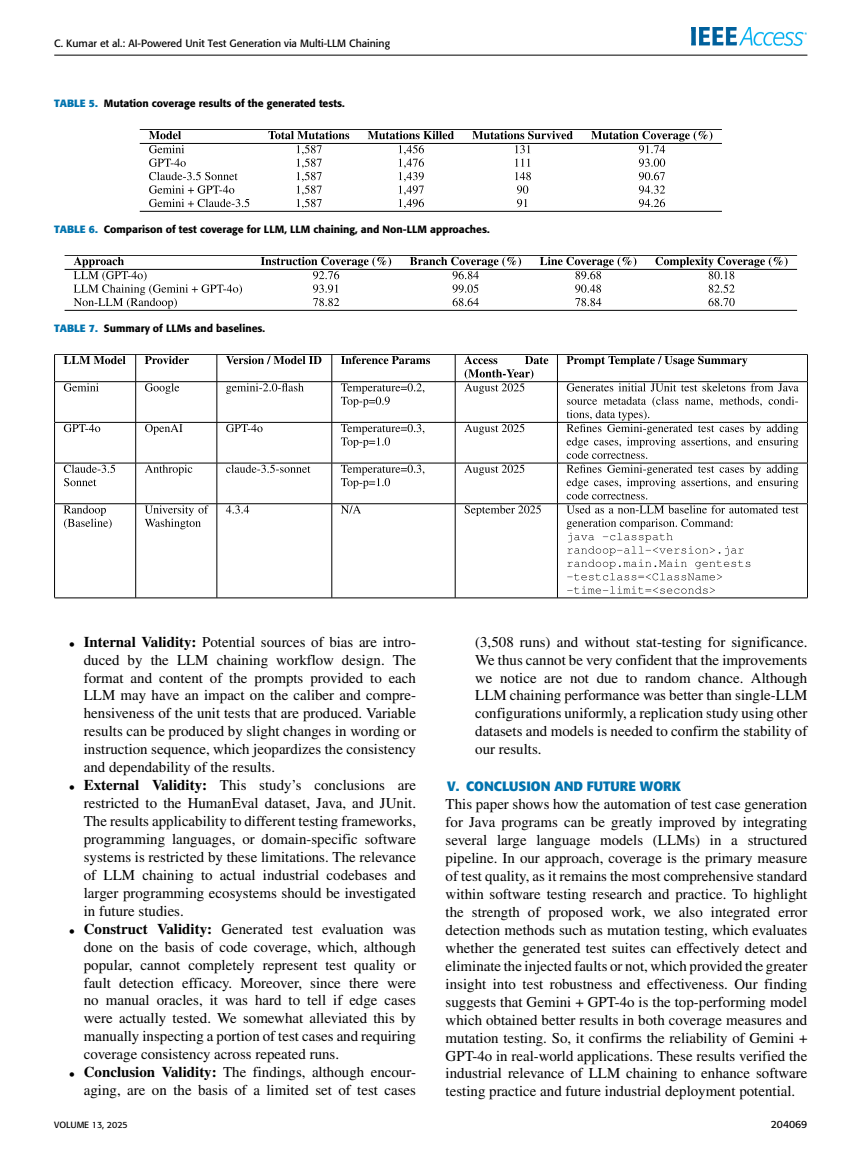 C. Kumar et al.: AI-Powered Unit Test Generation via Multi-LLM Chaining
IEEE Access
TABLE 5. Mutation coverage results of the generated tests.
Model Total Mutations Mutations Killed Mutations Survived Mutation Coverage (%)
Gemini 1,587 1,456 131 91.74
GPT-4o 1,587 1,476 111 93.00
Claude-3.5 Sonnet 1,587 1,439 148 90.67
Gemini + GPT-4o 1,587 1,497 90 94.32
Gemini + Claude-3.5 1,587 1,496 91 94.26
TABLE 6. Comparison of test coverage for LLM, LLM chaining, and Non-LLM approaches.
Approach Instruction Coverage (%) Branch Coverage (%) Line Coverage (%) Complexity Coverage (%)
LLM (GPT-4o) 92.76 96.84 89.68 80.18
LLM Chaining (Gemini + GPT-4o) 93.91 99.05 90.48 82.52
Non-LLM (Randoop) 78.82 68.64 78.84 68.70
TABLE 7. Summary of LLMs and baselines.
LLM Model Provider Version / Model ID Inference Params Access Date Prompt Template / Usage Summary
(Month-Year)
Gemini Google gemini-2.0-flash Temperature=0.2, August 2025 Generates initial JUnit test skeletons from Java
Top-p=0.9 source metadata (class name, methods, condi-
tions, data types).
GPT-4o OpenAI GPT-4o Temperature=0.3, August 2025 Refines Gemini-generated test cases by adding
Top-p=1.0 edge cases, improving assertions, and ensuring
code correctness.
Claude-3.5 Anthropic claude-3.5-sonnet Temperature=0.3, August 2025 Refines Gemini-generated test cases by adding
Sonnet Top-p=1.0 edge cases, improving assertions, and ensuring
code correctness.
Randoop University of 4.3.4 N/A September 2025 Used as a non-LLM baseline for automated test
(Baseline) Washington generation comparison. Command:
java -classpath
randoop-all-<version>.jar
randoop.main.Main gentests
-testclass=<ClassName>
-time-limit=<seconds>
• Internal Validity: Potential sources of bias are intro-
duced by the LLM chaining workflow design. The
format and content of the prompts provided to each
LLM may have an impact on the caliber and compre-
hensiveness of the unit tests that are produced. Variable
results can be produced by slight changes in wording or
instruction sequence, which jeopardizes the consistency
and dependability of the results.
• External Validity: This study's conclusions are
restricted to the HumanEval dataset, Java, and JUnit.
The results applicability to different testing frameworks,
programming languages, or domain-specific software
systems is restricted by these limitations. The relevance
of LLM chaining to actual industrial codebases and
larger programming ecosystems should be investigated
in future studies.
• Construct Validity: Generated test evaluation was
done on the basis of code coverage, which, although
popular, cannot completely represent test quality or
fault detection efficacy. Moreover, since there were
no manual oracles, it was hard to tell if edge cases
were actually tested. We somewhat alleviated this by
manually inspecting a portion of test cases and requiring
coverage consistency across repeated runs.
• Conclusion Validity: The findings, although encour-
aging, are on the basis of a limited set of test cases
(3,508 runs) and without stat-testing for significance.
We thus cannot be very confident that the improvements
we notice are not due to random chance. Although
LLM chaining performance was better than single-LLM
configurations uniformly, a replication study using other
datasets and models is needed to confirm the stability of
our results.
V. CONCLUSION AND FUTURE WORK
This paper shows how the automation of test case generation
for Java programs can be greatly improved by integrating
several large language models (LLMs) in a structured
pipeline. In our approach, coverage is the primary measure
of test quality, as it remains the most comprehensive standard
within software testing research and practice. To highlight
the strength of proposed work, we also integrated error
detection methods such as mutation testing, which evaluates
whether the generated test suites can effectively detect and
eliminate the injected faults or not, which provided the greater
insight into test robustness and effectiveness. Our finding
suggests that Gemini + GPT-4o is the top-performing model
which obtained better results in both coverage measures and
mutation testing. So, it confirms the reliability of Gemini +
GPT-4o in real-world applications. These results verified the
industrial relevance of LLM chaining to enhance software
testing practice and future industrial deployment potential.
VOLUME 13, 2025
204069